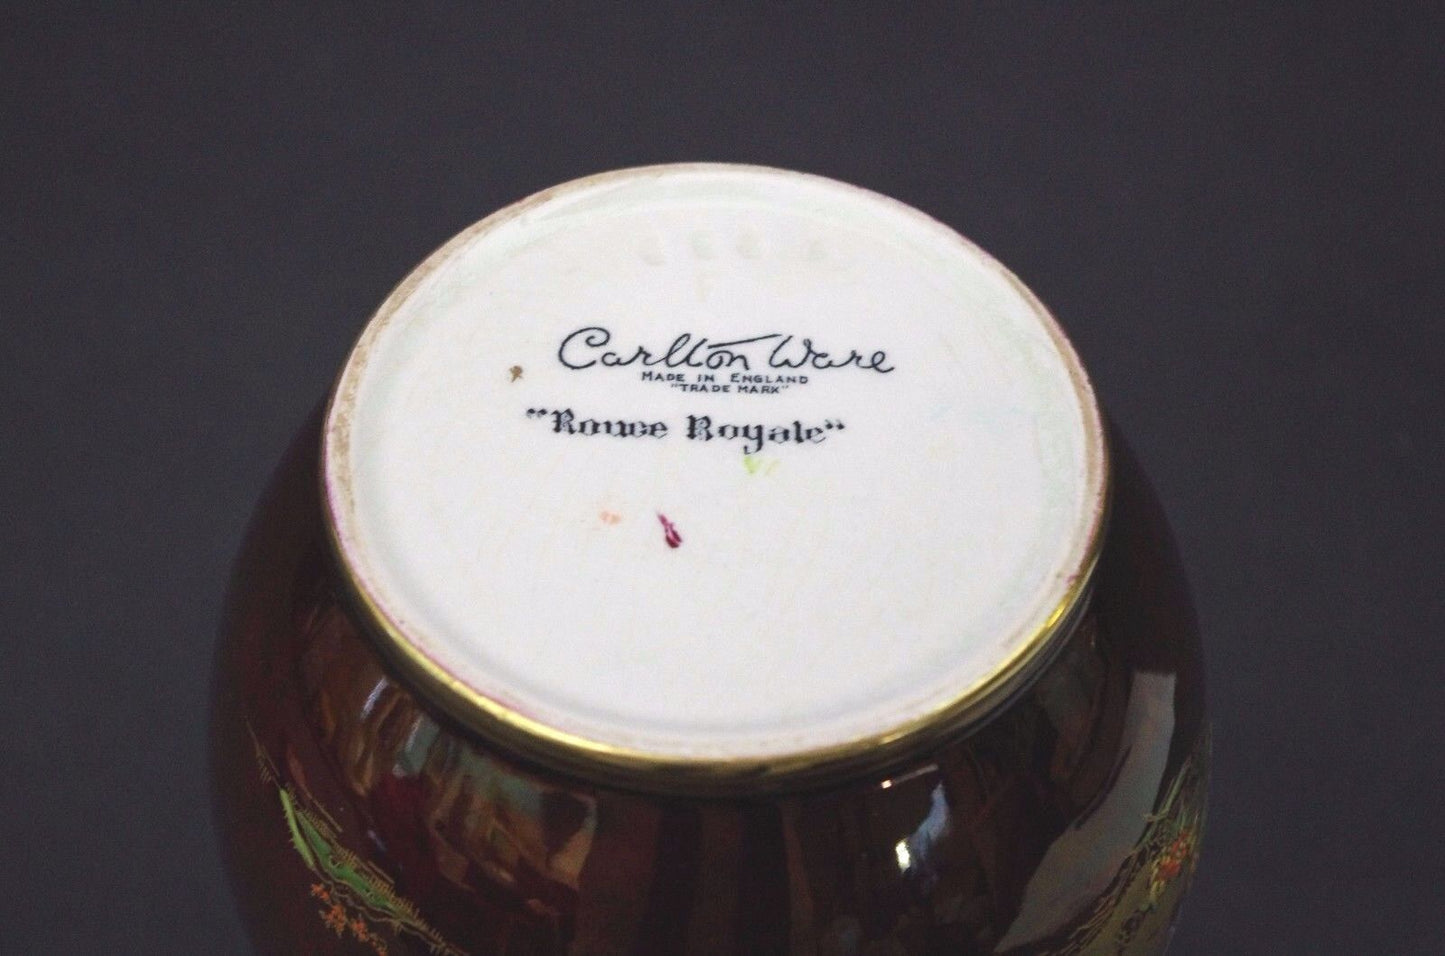 Carlton Ware
MADE IN ENGLAND
"TRADE MARK"
"Rouge Royale"